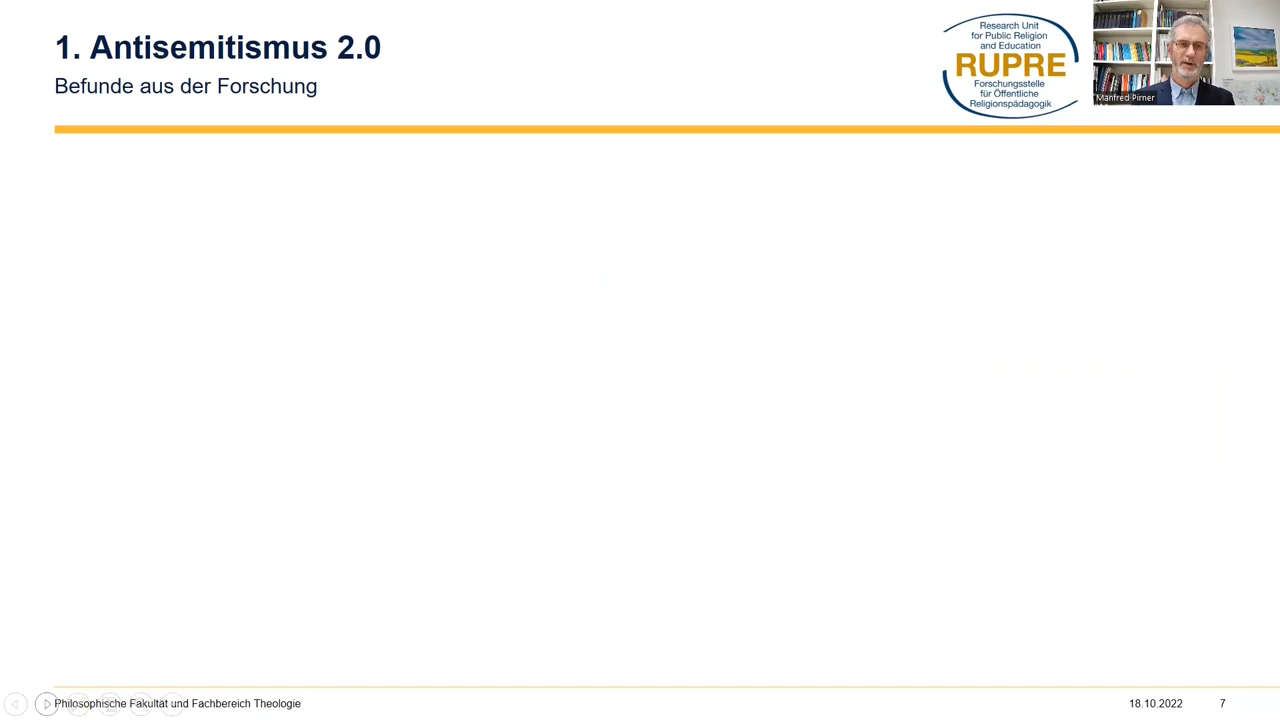 1. Antisemitismus 2.0
Befunde aus der Forschung
Research Unit
for Public Religion
and Education
RUPRE
Forschungsstelle
für Öffentliche
Religionspädagogik
Manfred Pirner
Philosophische Fakultät und Fachbereich Theologie
18.10.2022
7